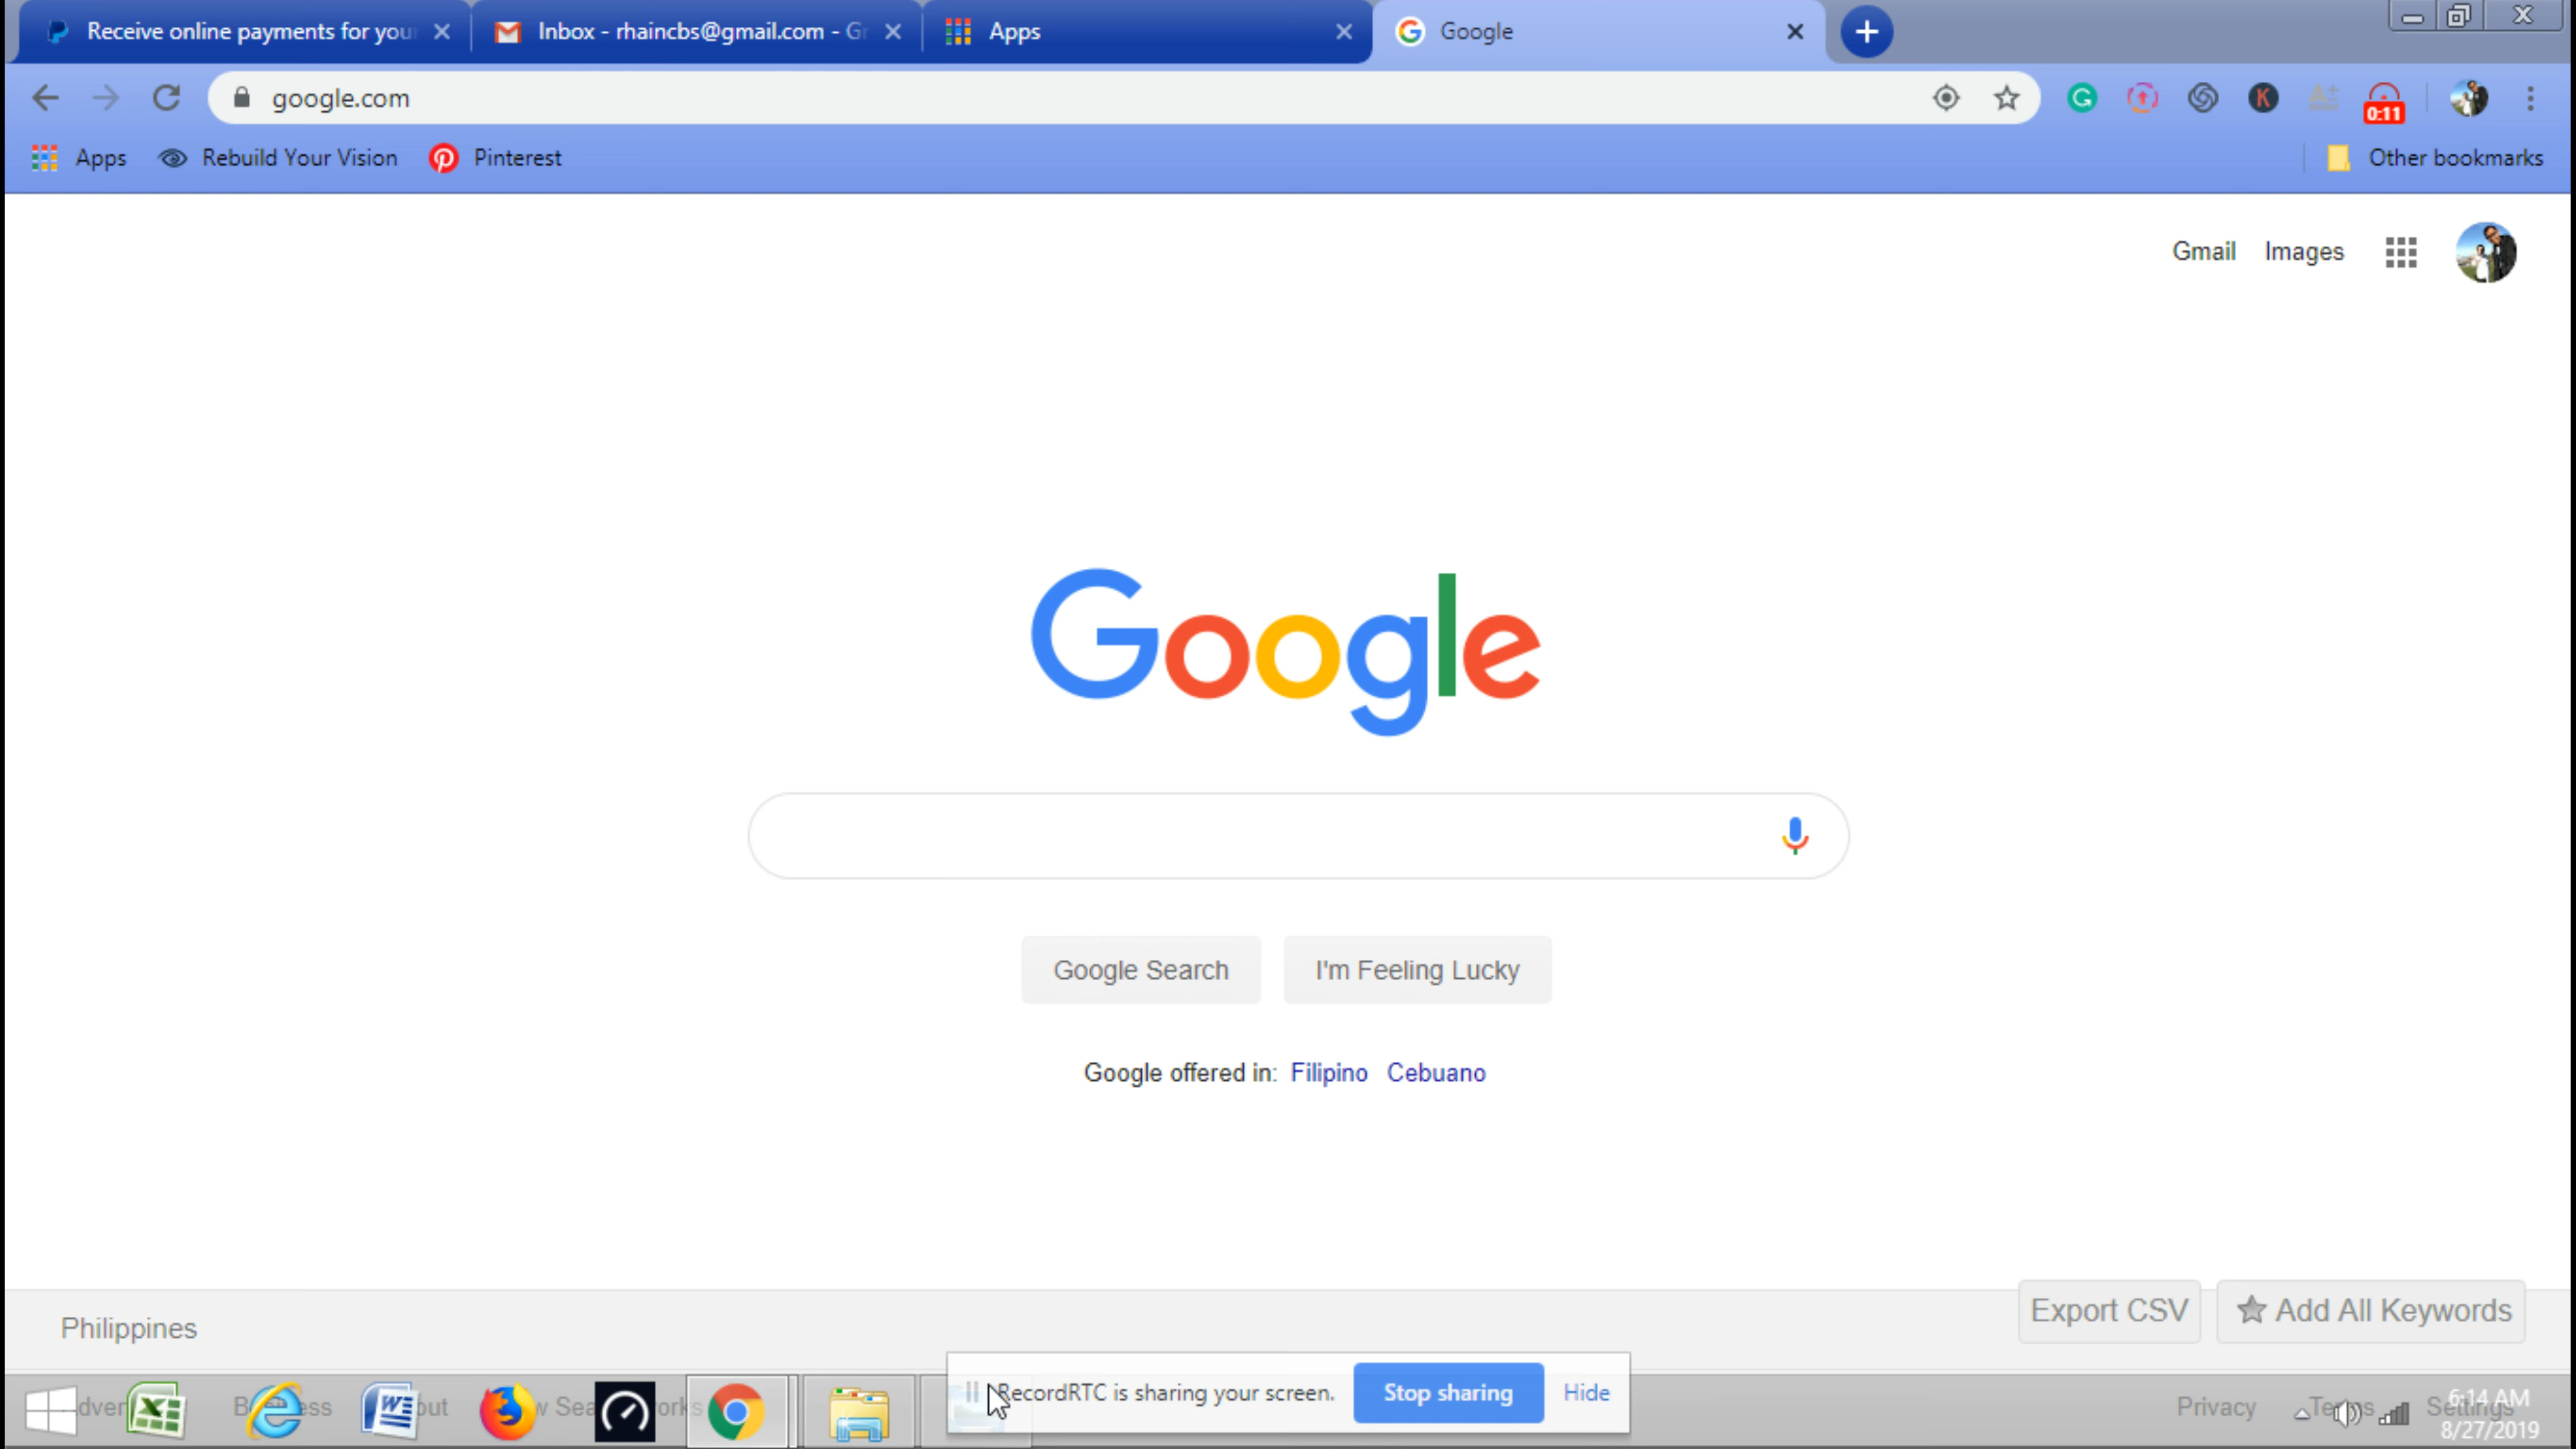 Receive online payments for you
Inbox - rhaincbs@gmail.com - G
Apps
Google
google.com
0:11
Apps
Rebuild Your Vision
Pinterest
Other bookmarks
Gmail
Images
Google
Google Search
I'm Feeling Lucky
Google offered in: Filipino Cebuano
Export CSV
Add All Keywords
Philippines
RecordRTC is sharing your screen.
Stop sharing
Hide
Privacy
Settings
6:14 AM
8/27/2019